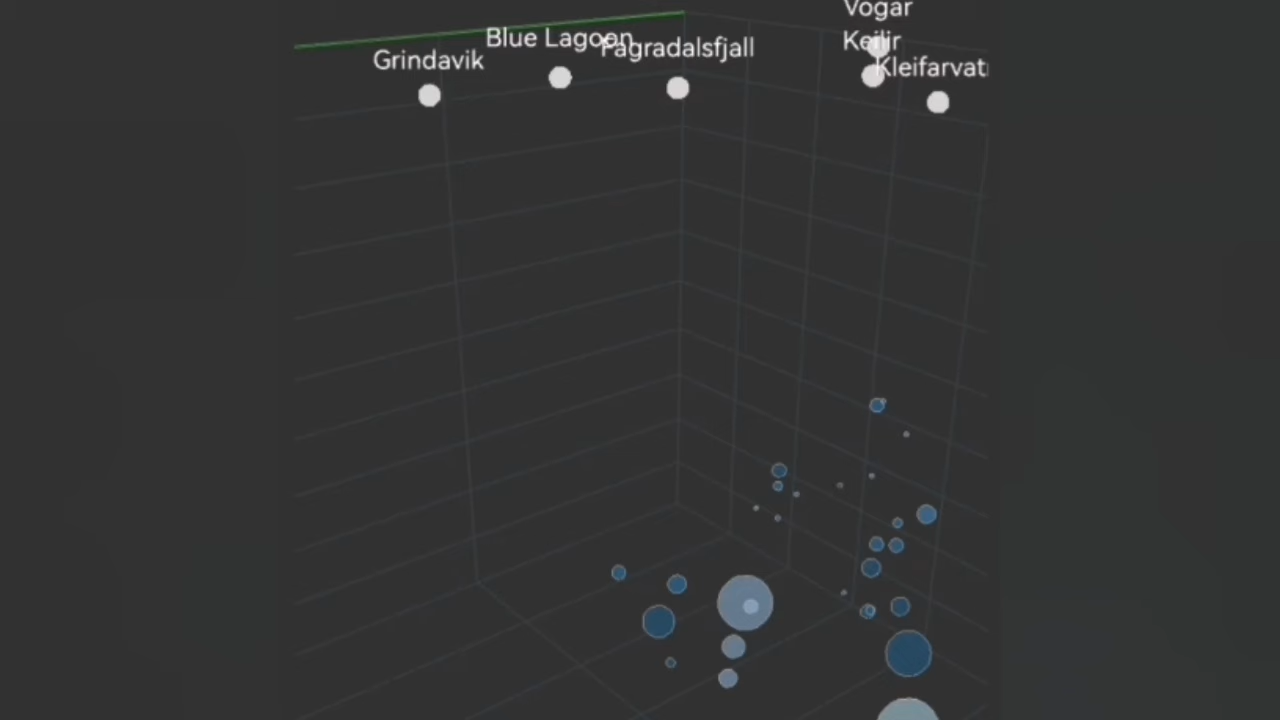 Vogar
Keilir
Blue Lagoon
Fagradalsfjall
Grindavik
Kleifarvat